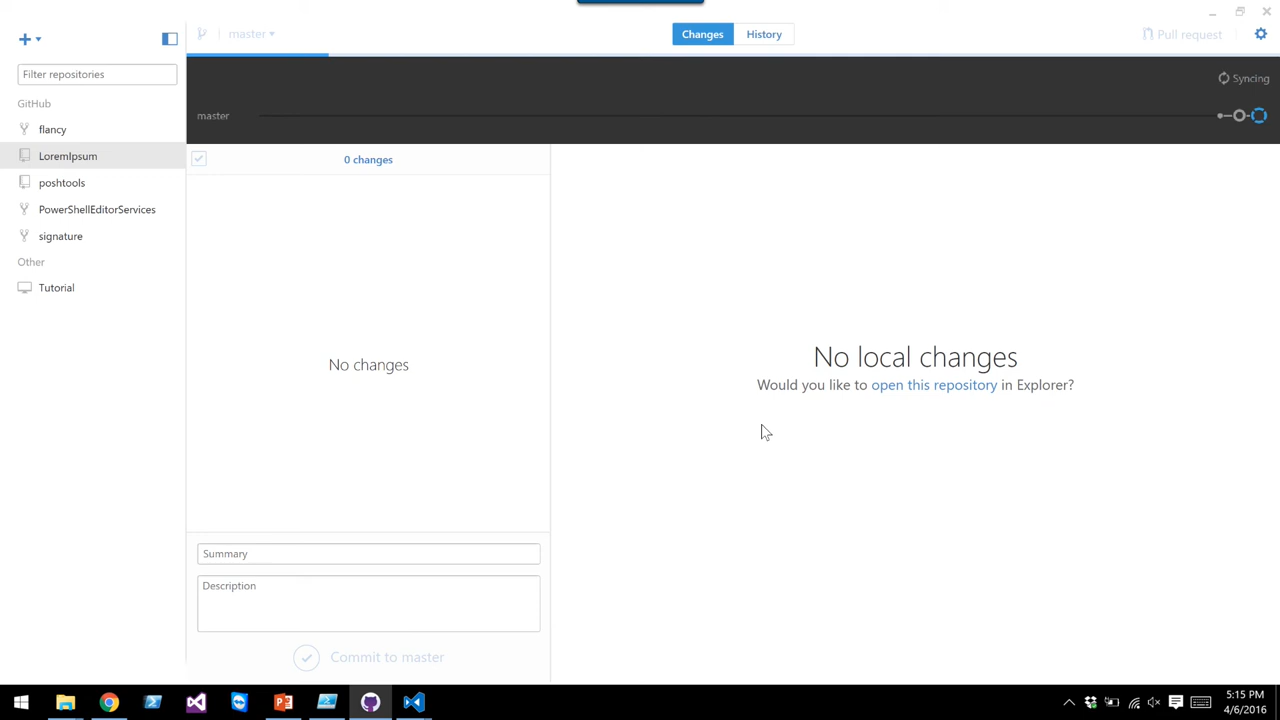 master
Changes
History
Pull request
Filter repositories
GitHub
flancy
LoremIpsum
poshtools
PowerShellEditorServices
signature
Other
Tutorial
Syncing
master
0 changes
No changes
No local changes
Would you like to open this repository in Explorer?
Summary
Description
Commit to master
5:15 PM
4/6/2016